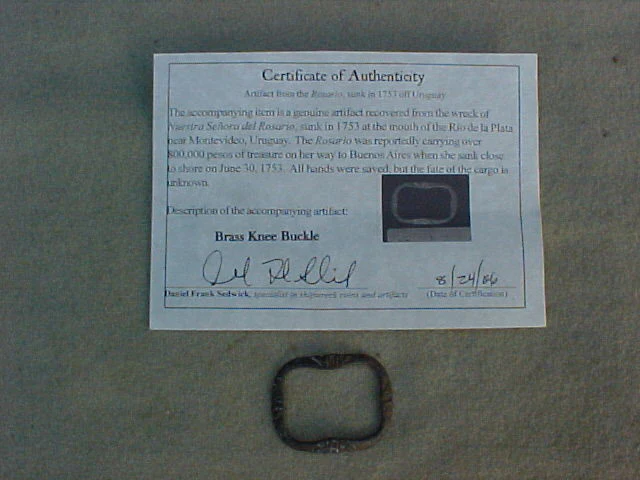 Certificate of Authenticity
Artifact from the Rosario, sunk in 1753 off Uruguay
The accompanying item is a genuine artifact recovered from the wreck of
Nuestra Señora del Rosario, sunk in 1753 at the mouth of the Río de la Plata
near Montevideo, Uruguay. The Rosario was reportedly carrying over
800,000 pesos of treasure on her way to Buenos Aires when she sank close
to shore on June 30, 1753. All hands were saved, but the fate of the cargo is
unknown.
Description of the accompanying artifact:
Brass Knee Buckle
8/24/06
Daniel Frank Sedwick, specialist in shipwreck coins and artifacts
(Date of Certification)